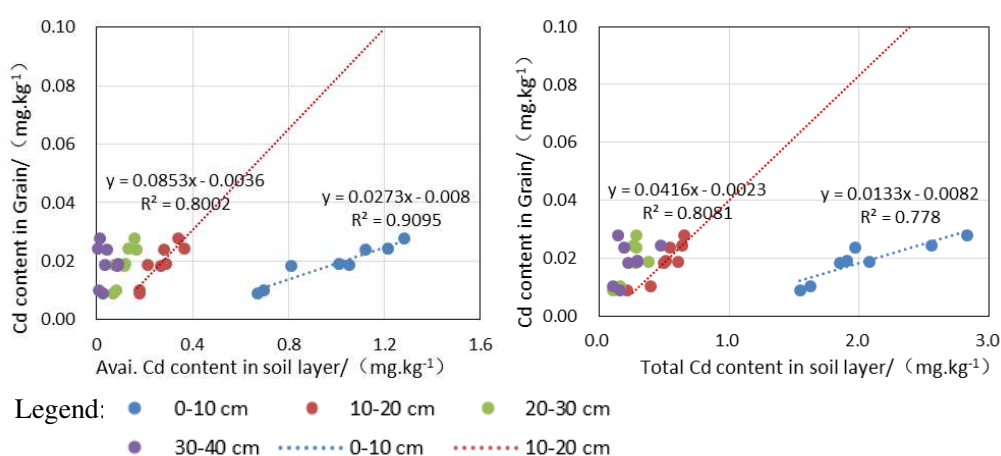 0.10
0.08
0.06
0.04
0.02
0.00
Cd content in Grain/（mg.kg-1）
y = 0.0853x - 0.0036
R² = 0.8002
y = 0.0273x - 0.008
R² = 0.9095
0 0.4 0.8 1.2 1.6
Avai. Cd content in soil layer/（mg.kg-1）
0.10
0.08
0.06
0.04
0.02
0.00
Cd content in Grain/（mg.kg-1）
y = 0.0416x - 0.0023
R² = 0.8081
y = 0.0133x - 0.0082
R² = 0.778
0.0 1.0 2.0 3.0
Total Cd content in soil layer/（mg.kg-1）
Legend: 0-10 cm 10-20 cm 20-30 cm
30-40 cm 0-10 cm 10-20 cm